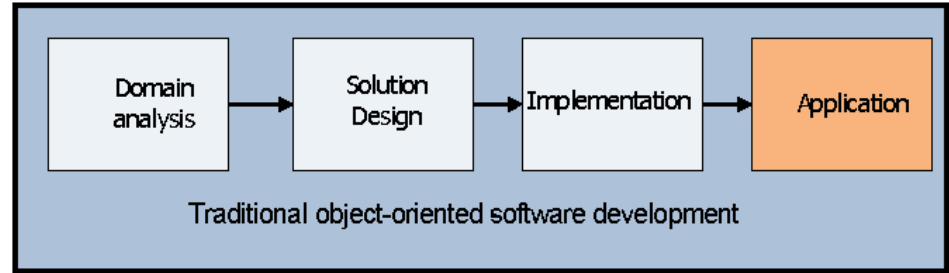 Domain
analysis
Solution
Design
Implementation
Application
Traditional object-oriented software development